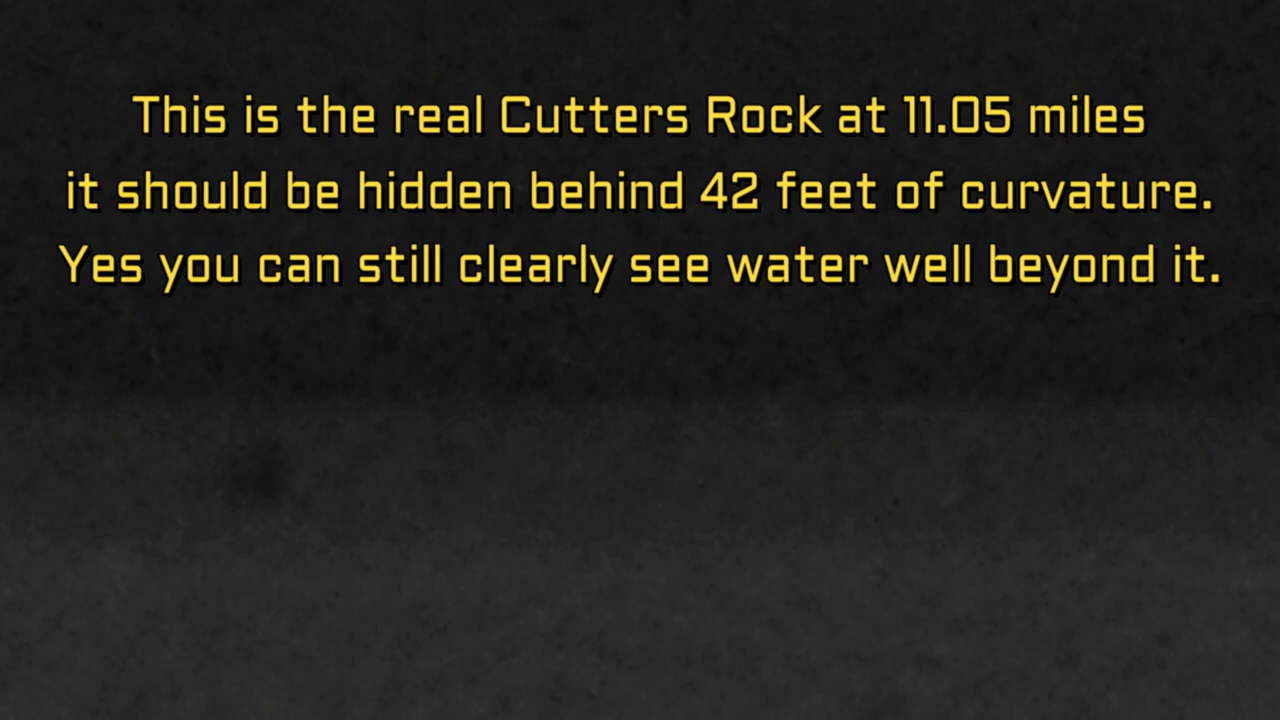 This is the real Cutters Rock at 11.05 miles
it should be hidden behind 42 feet of curvature.
Yes you can still clearly see water well beyond it.